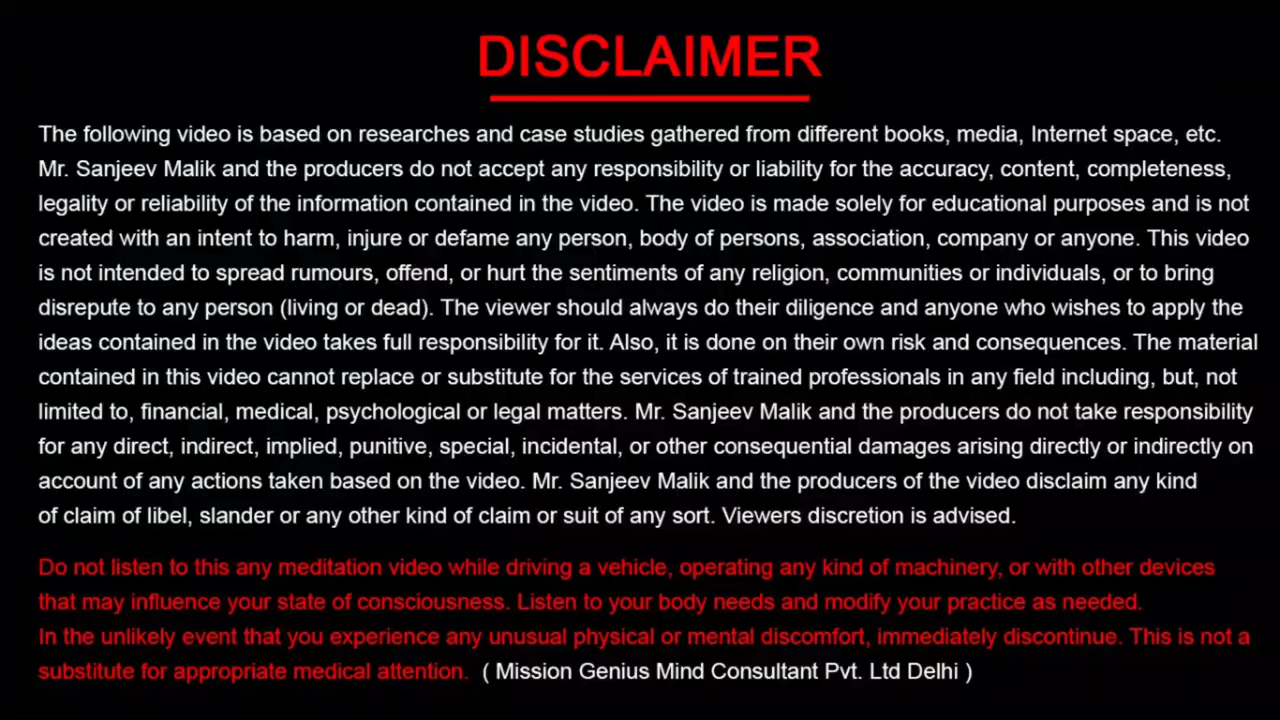 DISCLAIMER
The following video is based on researches and case studies gathered from different books, media, Internet space, etc.
Mr. Sanjeev Malik and the producers do not accept any responsibility or liability for the accuracy, content, completeness,
legality or reliability of the information contained in the video. The video is made solely for educational purposes and is not
created with an intent to harm, injure or defame any person, body of persons, association, company or anyone. This video
is not intended to spread rumours, offend, or hurt the sentiments of any religion, communities or individuals, or to bring
disrepute to any person (living or dead). The viewer should always do their diligence and anyone who wishes to apply the
ideas contained in the video takes full responsibility for it. Also, it is done on their own risk and consequences. The material
contained in this video cannot replace or substitute for the services of trained professionals in any field including, but, not
limited to, financial, medical, psychological or legal matters. Mr. Sanjeev Malik and the producers do not take responsibility
for any direct, indirect, implied, punitive, special, incidental, or other consequential damages arising directly or indirectly on
account of any actions taken based on the video. Mr. Sanjeev Malik and the producers of the video disclaim any kind
of claim of libel, slander or any other kind of claim or suit of any sort. Viewers discretion is advised.
Do not listen to this any meditation video while driving a vehicle, operating any kind of machinery, or with other devices
that may influence your state of consciousness. Listen to your body needs and modify your practice as needed.
In the unlikely event that you experience any unusual physical or mental discomfort, immediately discontinue. This is not a
substitute for appropriate medical attention. ( Mission Genius Mind Consultant Pvt. Ltd Delhi )